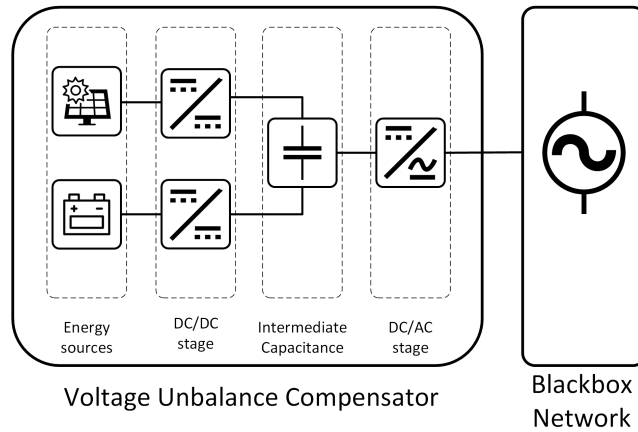 Energy
sources
DC/DC
stage
Intermediate
Capacitance
DC/AC
stage
Voltage Unbalance Compensator
Blackbox
Network